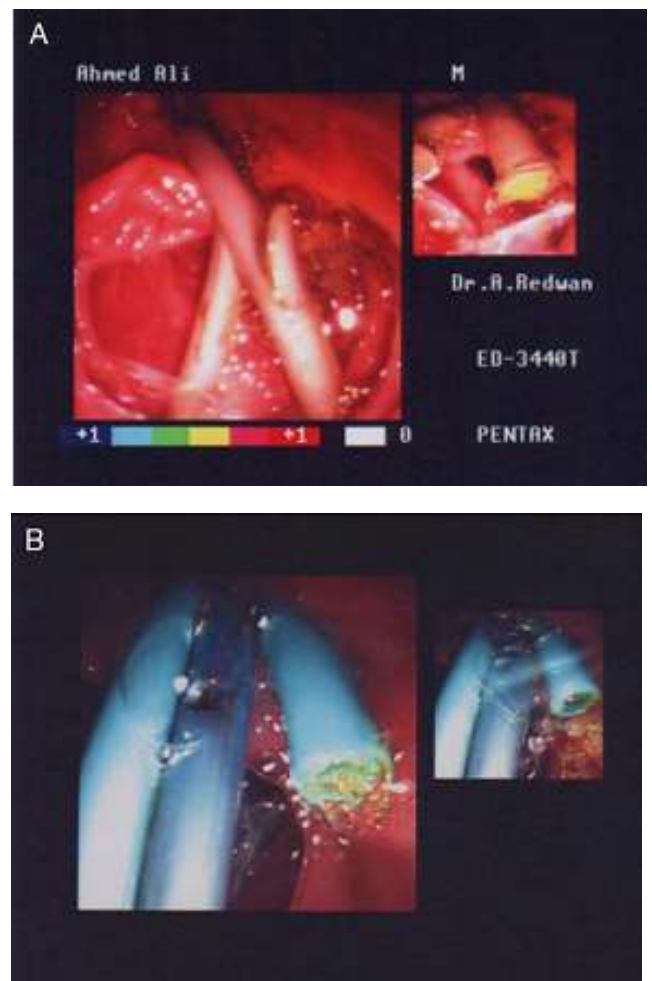 A
Ahmed Ali
M
Dr.A.Redwan
ED-3440T
+1
+1
0
PENTAX
B